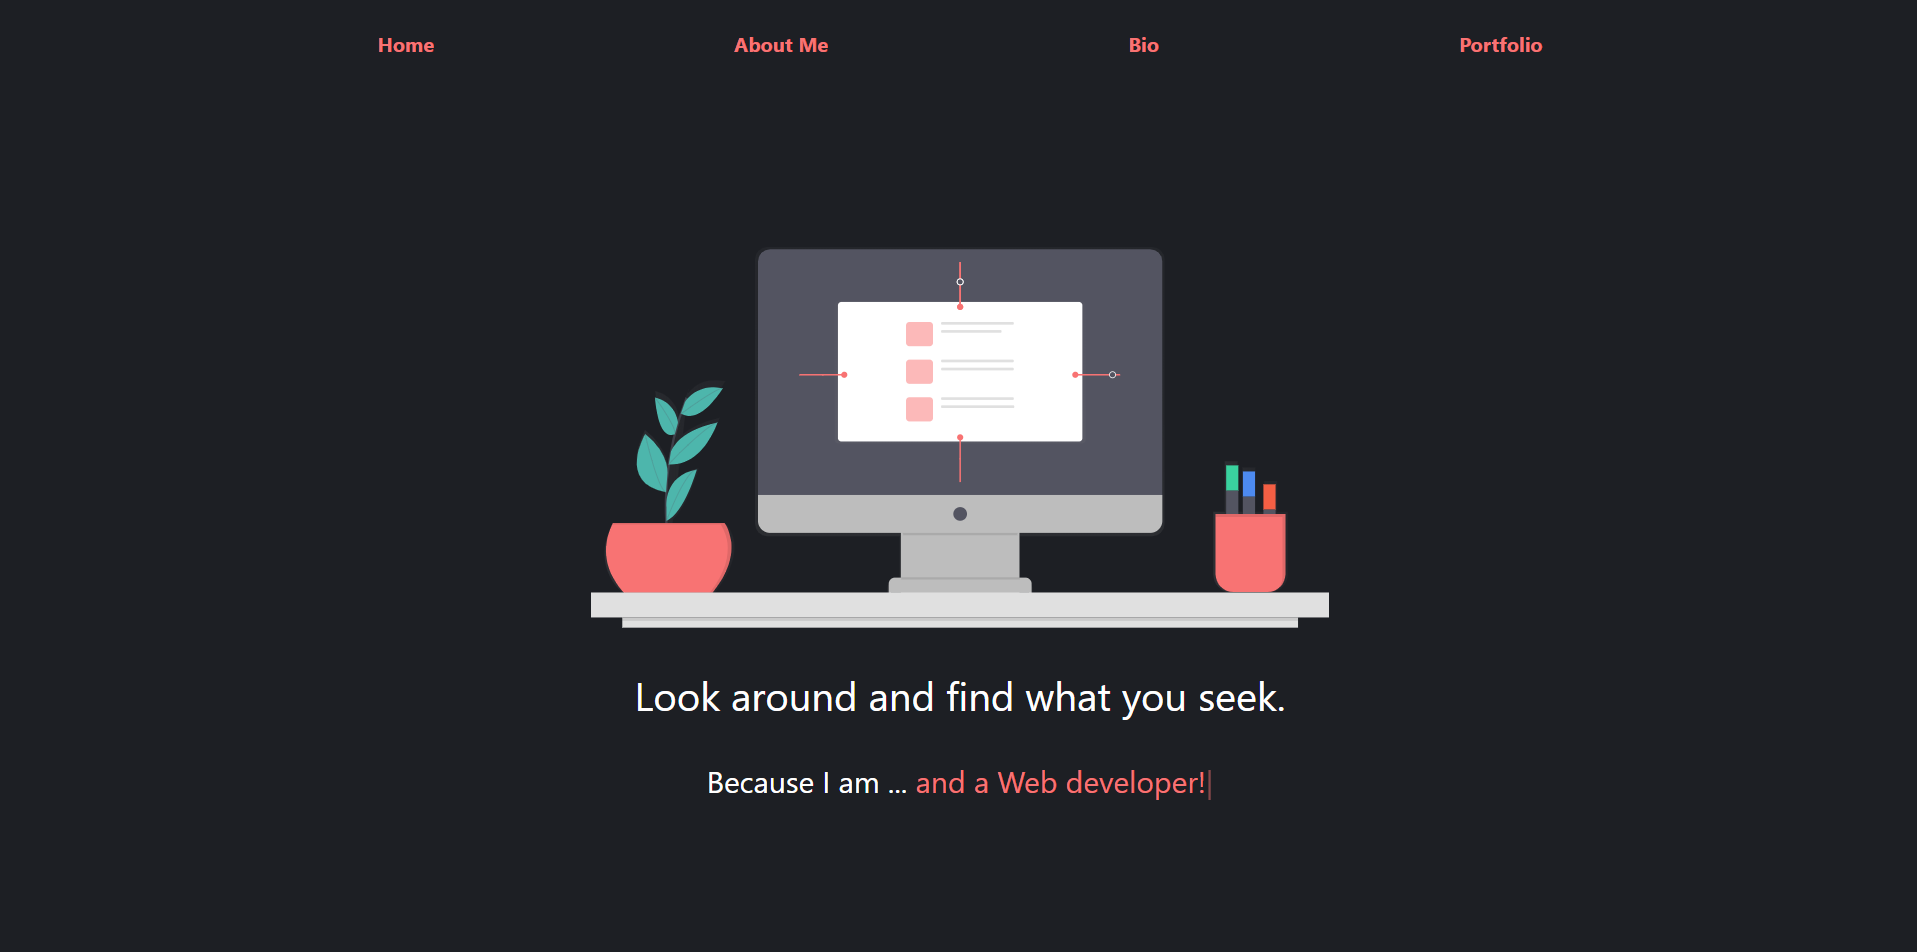 Home About Me Bio Portfolio
Look around and find what you seek.
Because I am ... and a Web developer!